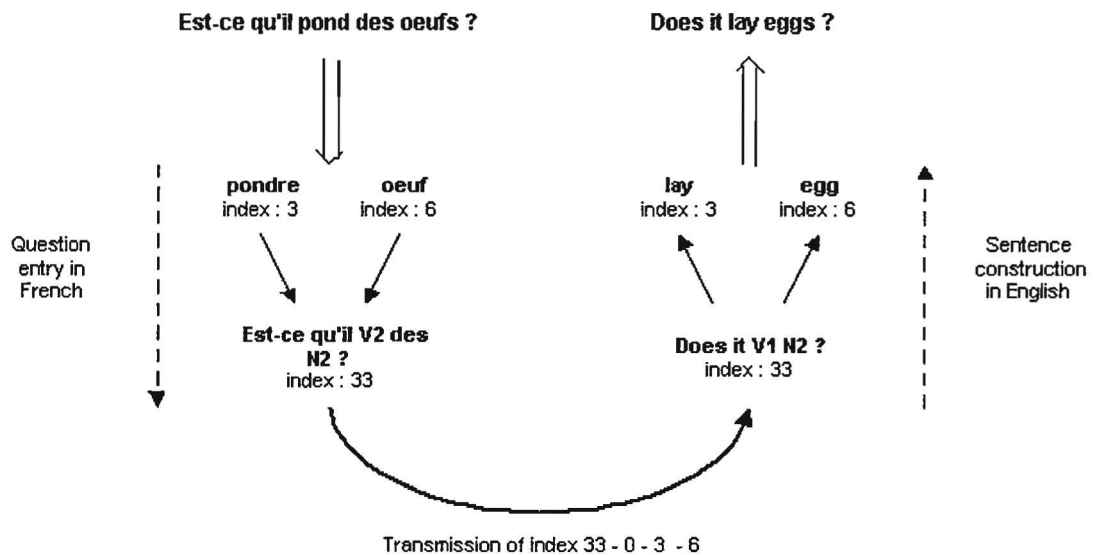 Est-ce qu'il pond des oeufs ?
Does it lay eggs ?
pondre
index : 3
oeuf
index : 6
lay
index : 3
egg
index : 6
Question
entry in
French
Sentence
construction
in English
Est-ce qu'il V2 des
N2 ?
index : 33
Does it V1 N2 ?
index : 33
Transmission of index 33 - 0 - 3 - 6